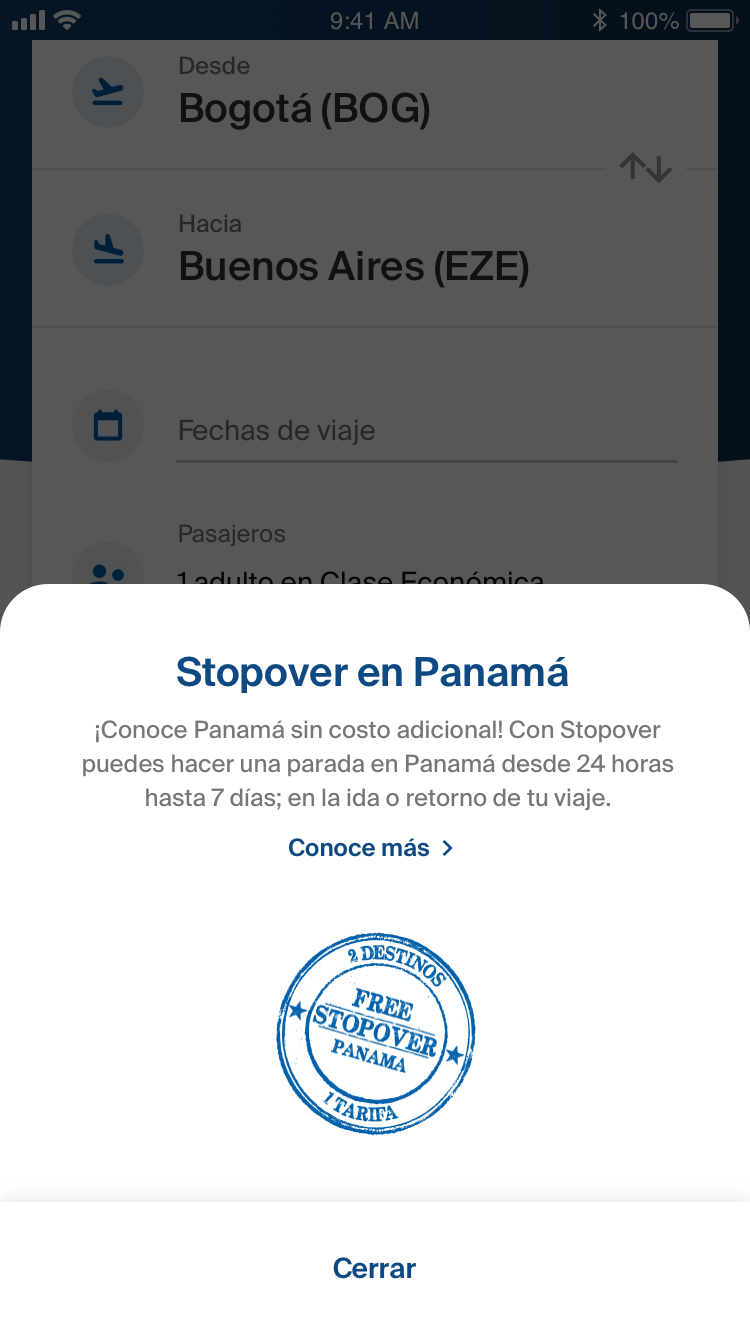 9:41 AM
100%
Desde
Bogotá (BOG)
Hacia
Buenos Aires (EZE)
Fechas de viaje
Pasajeros
1 adulto en Clase Económica
Stopover en Panamá
¡Conoce Panamá sin costo adicional! Con Stopover
puedes hacer una parada en Panamá desde 24 horas
hasta 7 días; en la ida o retorno de tu viaje.
Conoce más
2 DESTINOS
FREE
STOPOVER
PANAMA
1 TARIFA
Cerrar